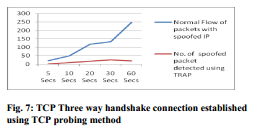 300
250
200
150
100
50
0
5 Secs
10 Secs
20 Secs
30 Secs
60 Secs
Normal Flow of
packets with
spoofed IP
No. of spoofed
packet
detected using
TRAP
Fig. 7: TCP Three way handshake connection established
using TCP probing method